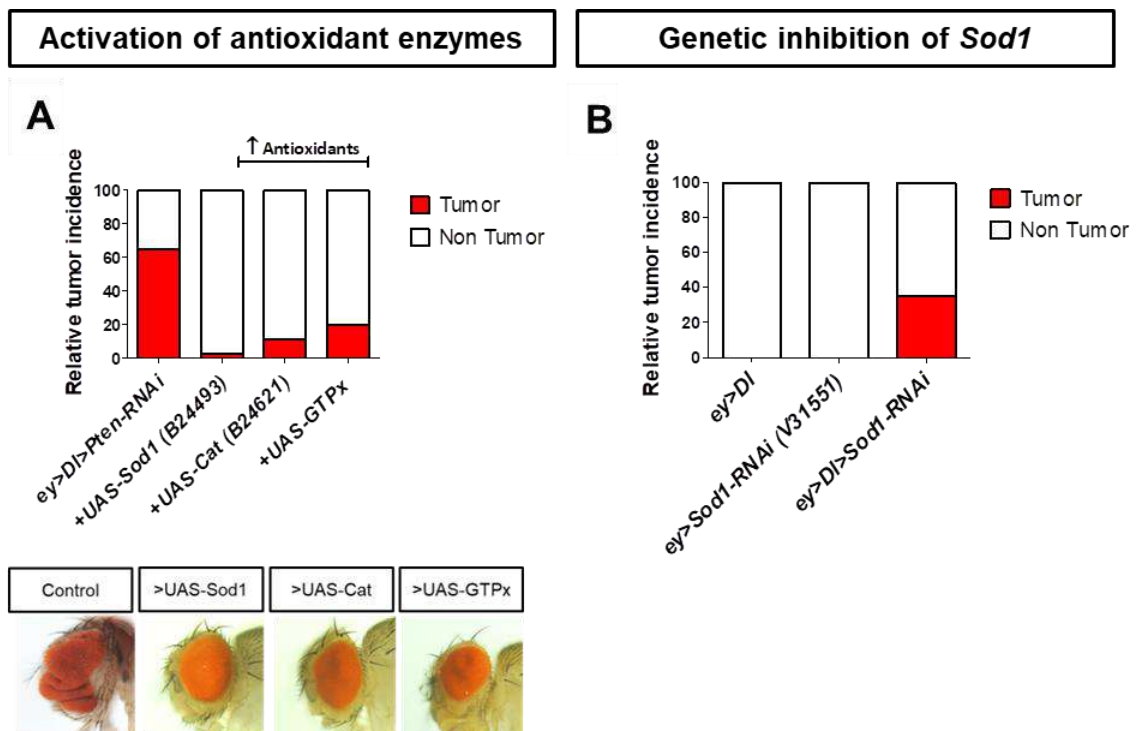 Activation of antioxidant enzymes
Genetic inhibition of Sod1
A
↑ Antioxidants
Relative tumor incidence
100
80
60
40
20
0
Tumor
Non Tumor
ey>Dl>Pten-RNAi
+UAS-Sod1 (B24493)
+UAS-Cat (B24621)
+UAS-GTPx
B
Relative tumor incidence
100
80
60
40
20
0
Tumor
Non Tumor
ey>Dl
ey>Sod1-RNAi (V31551)
ey>Dl>Sod1-RNAi
Control
>UAS-Sod1
>UAS-Cat
>UAS-GTPx